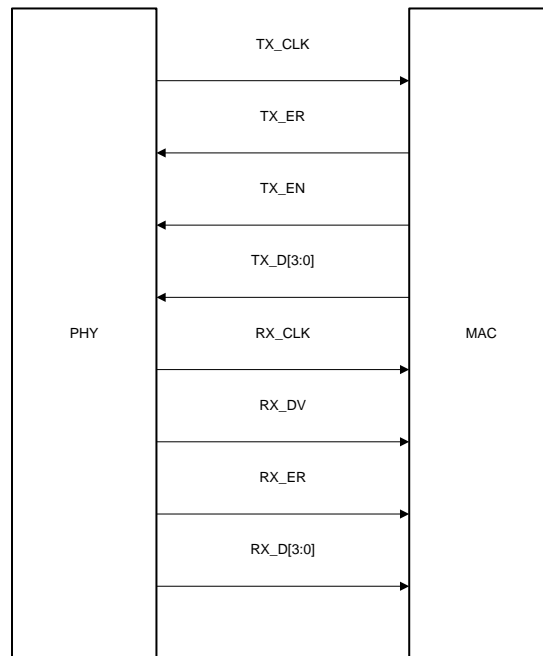 TX_CLK
TX_ER
TX_EN
TX_D[3:0]
PHY
RX_CLK
MAC
RX_DV
RX_ER
RX_D[3:0]